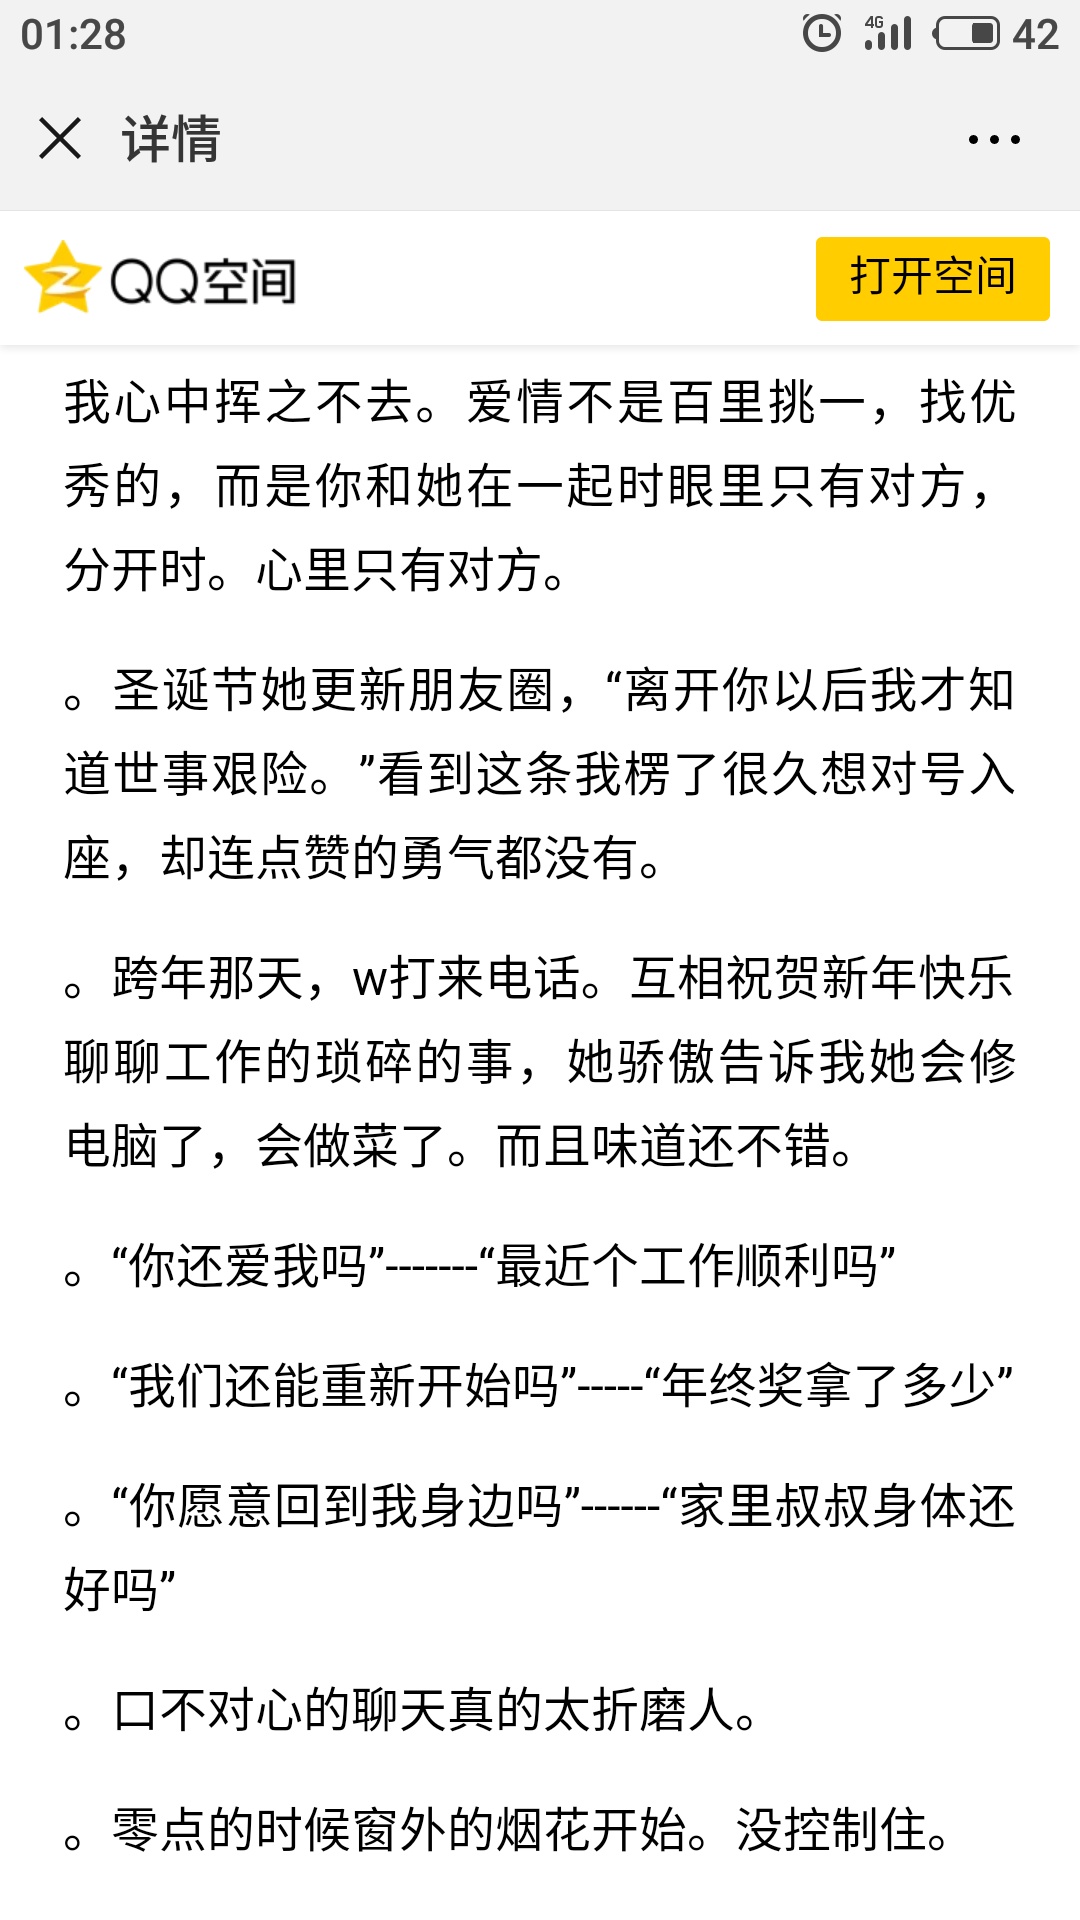 01:28
4G
42
详情
QQ空间
打开空间
我心中挥之不去。爱情不是百里挑一，找优
秀的，而是你和她在一起时眼里只有对方，
分开时。心里只有对方。
。圣诞节她更新朋友圈，“离开你以后我才知
道世事艰险。”看到这条我楞了很久想对号入
座，却连点赞的勇气都没有。
。跨年那天，w打来电话。互相祝贺新年快乐
聊聊工作的琐碎的事，她骄傲告诉我她会修
电脑了，会做菜了。而且味道还不错。
。“你还爱我吗”-------“最近个工作顺利吗”
。“我们还能重新开始吗”-----“年终奖拿了多少”
。“你愿意回到我身边吗”------“家里叔叔身体还
好吗”
。口不对心的聊天真的太折磨人。
。零点的时候窗外的烟花开始。没控制住。